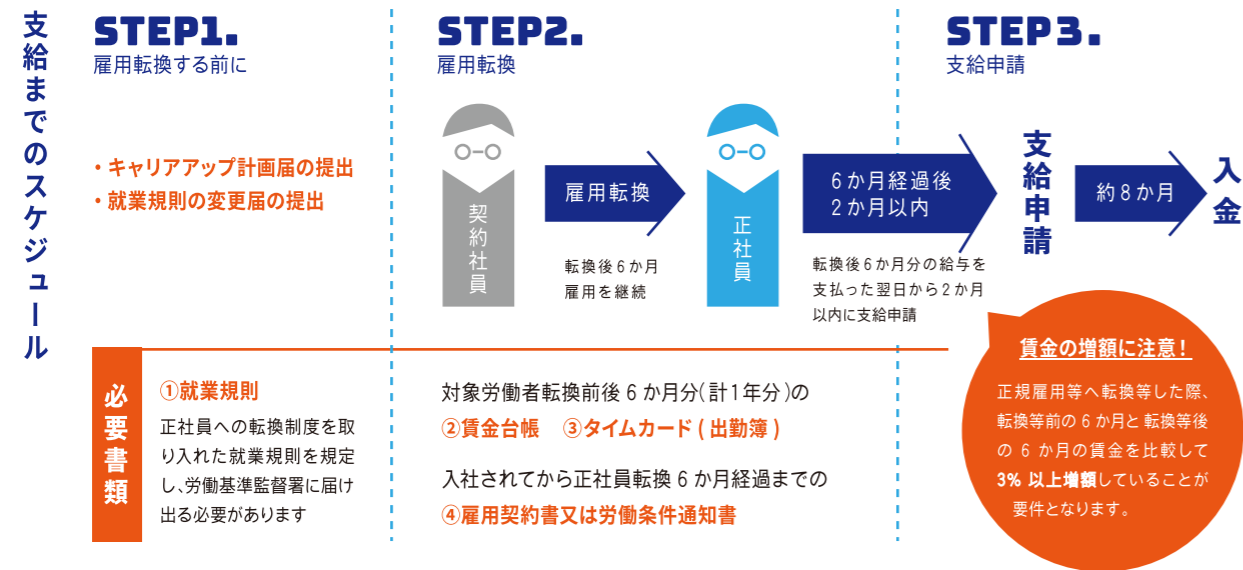 支給までのスケジュール
STEP1.
雇用転換する前に
・キャリアアップ計画届の提出
・就業規則の変更届の提出
STEP2.
雇用転換
契約社員
雇用転換
転換後6か月
雇用を継続
正社員
6か月経過後
2か月以内
転換後6か月分の給与を
支払った翌日から2か月
以内に支給申請
STEP3.
支給申請
支給申請
約8か月
入金
必要書類
①就業規則
正社員への転換制度を取
り入れた就業規則を規定
し、労働基準監督署に届け
出る必要があります
対象労働者転換前後 6 か月分(計1年分)の
②賃金台帳　③タイムカード ( 出勤簿 )
入社されてから正社員転換 6 か月経過までの
④雇用契約書又は労働条件通知書
賃金の増額に注意！
正規雇用等へ転換等した際、
転換等前の 6 か月と 転換等後
の 6 か月の賃金を比較して
3% 以上増額していることが
要件となります。